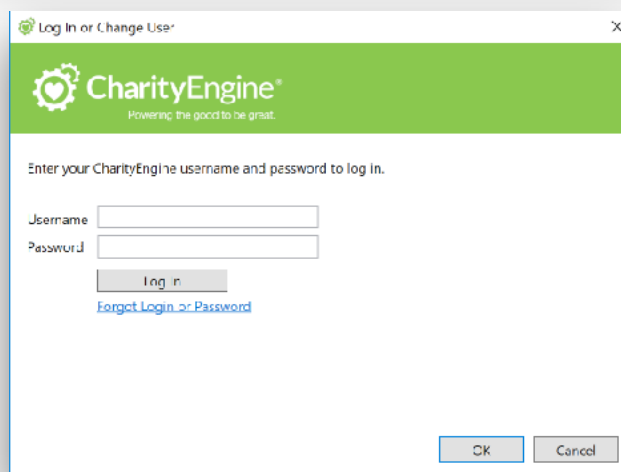 Log In or Change User
CharityEngine®
Powering the good to be great.
Enter your CharityEngine username and password to log in.
Username
Password
Log In
Forgot Login or Password
OK
Cancel